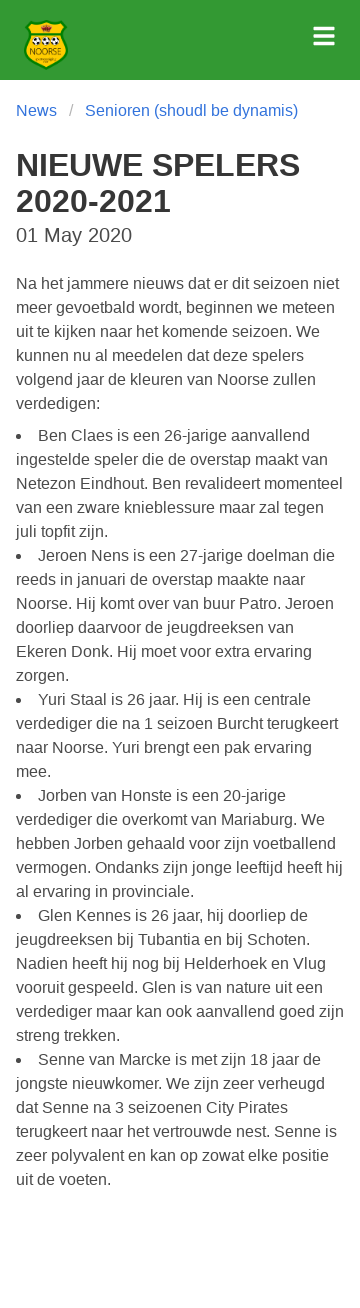 NOORSE
News / Senioren (shoudl be dynamis)
NIEUWE SPELERS
2020-2021
01 May 2020
Na het jammere nieuws dat er dit seizoen niet
meer gevoetbald wordt, beginnen we meteen
uit te kijken naar het komende seizoen. We
kunnen nu al meedelen dat deze spelers
volgend jaar de kleuren van Noorse zullen
verdedigen:
• Ben Claes is een 26-jarige aanvallend
ingestelde speler die de overstap maakt van
Netezon Eindhout. Ben revalideert momenteel
van een zware knieblessure maar zal tegen
juli topfit zijn.
• Jeroen Nens is een 27-jarige doelman die
reeds in januari de overstap maakte naar
Noorse. Hij komt over van buur Patro. Jeroen
doorliep daarvoor de jeugdreeksen van
Ekeren Donk. Hij moet voor extra ervaring
zorgen.
• Yuri Staal is 26 jaar. Hij is een centrale
verdediger die na 1 seizoen Burcht terugkeert
naar Noorse. Yuri brengt een pak ervaring
mee.
• Jorben van Honste is een 20-jarige
verdediger die overkomt van Mariaburg. We
hebben Jorben gehaald voor zijn voetballend
vermogen. Ondanks zijn jonge leeftijd heeft hij
al ervaring in provinciale.
• Glen Kennes is 26 jaar, hij doorliep de
jeugdreeksen bij Tubantia en bij Schoten.
Nadien heeft hij nog bij Helderhoek en Vlug
vooruit gespeeld. Glen is van nature uit een
verdediger maar kan ook aanvallend goed zijn
streng trekken.
• Senne van Marcke is met zijn 18 jaar de
jongste nieuwkomer. We zijn zeer verheugd
dat Senne na 3 seizoenen City Pirates
terugkeert naar het vertrouwde nest. Senne is
zeer polyvalent en kan op zowat elke positie
uit de voeten.